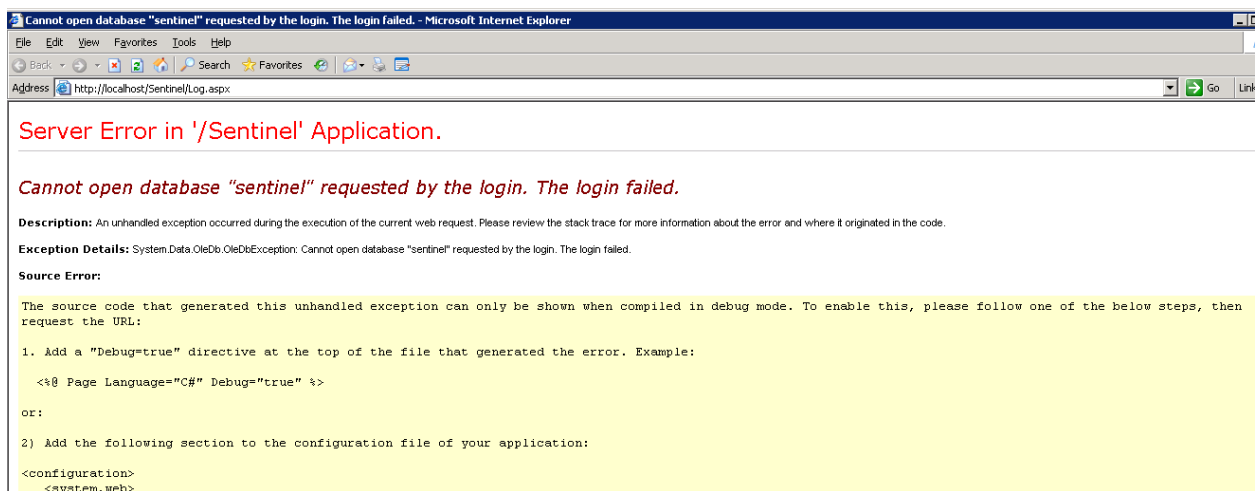 Cannot open database "sentinel" requested by the login. The login failed. - Microsoft Internet Explorer
File Edit View Favorites Tools Help
Back Search Favorites
Address http://localhost/Sentinel/Log.aspx Go
Server Error in '/Sentinel' Application.
Cannot open database "sentinel" requested by the login. The login failed.
Description: An unhandled exception occurred during the execution of the current web request. Please review the stack trace for more information about the error and where it originated in the code.
Exception Details: System.Data.OleDb.OleDbException: Cannot open database "sentinel" requested by the login. The login failed.
Source Error:
The source code that generated this unhandled exception can only be shown when compiled in debug mode. To enable this, please follow one of the below steps, then
request the URL:
1. Add a "Debug=true" directive at the top of the file that generated the error. Example:
<%@ Page Language="C#" Debug="true" %>
or:
2) Add the following section to the configuration file of your application:
<configuration>
<system.web>